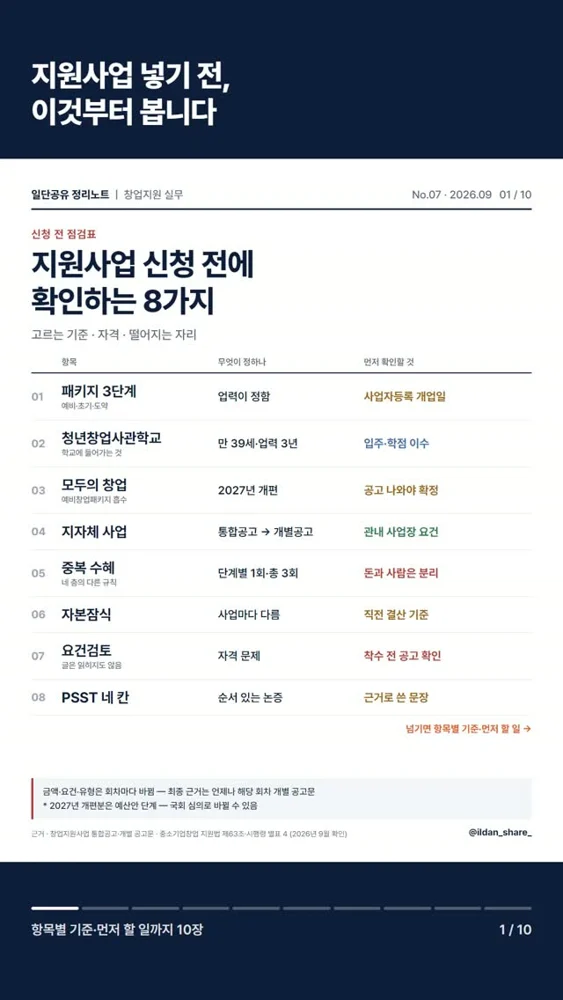 지원사업 넣기 전,
이것부터 봅니다
일단공유 정리노트 | 창업지원 실무 No.07 · 2026.09 01 / 10
신청 전 점검표
지원사업 신청 전에
확인하는 8가지
고르는 기준 · 자격 · 떨어지는 자리
항목 무엇이 정하나 먼저 확인할 것
01 패키지 3단계 업력이 정함 사업자등록 개업일
예비·초기·도약
02 청년창업사관학교 만 39세·업력 3년 입주·학점 이수
학교에 들어가는 것
03 모두의 창업 2027년 개편 공고 나와야 확정
예비창업패키지 흡수
04 지자체 사업 통합공고 → 개별공고 관내 사업장 요건
05 중복 수혜 단계별 1회·총 3회 돈과 사람은 분리
네 층의 다른 규칙
06 자본잠식 사업마다 다름 직전 결산 기준
07 요건검토 자격 문제 착수 전 공고 확인
글은 읽히지도 않음
08 PSST 네 칸 순서 있는 논증 근거로 쓴 문장
넘기면 항목별 기준·먼저 할 일 →
금액·요건·유형은 회차마다 바뀜 — 최종 근거는 언제나 해당 회차 개별 공고문
* 2027년 개편분은 예산안 단계 — 국회 심의로 바뀔 수 있음
근거 · 창업지원사업 통합공고·개별 공고문 · 중소기업창업 지원법 제63조·시행령 별표 4 (2026년 9월 확인) @ildan_share_
항목별 기준·먼저 할 일까지 10장 1 / 10